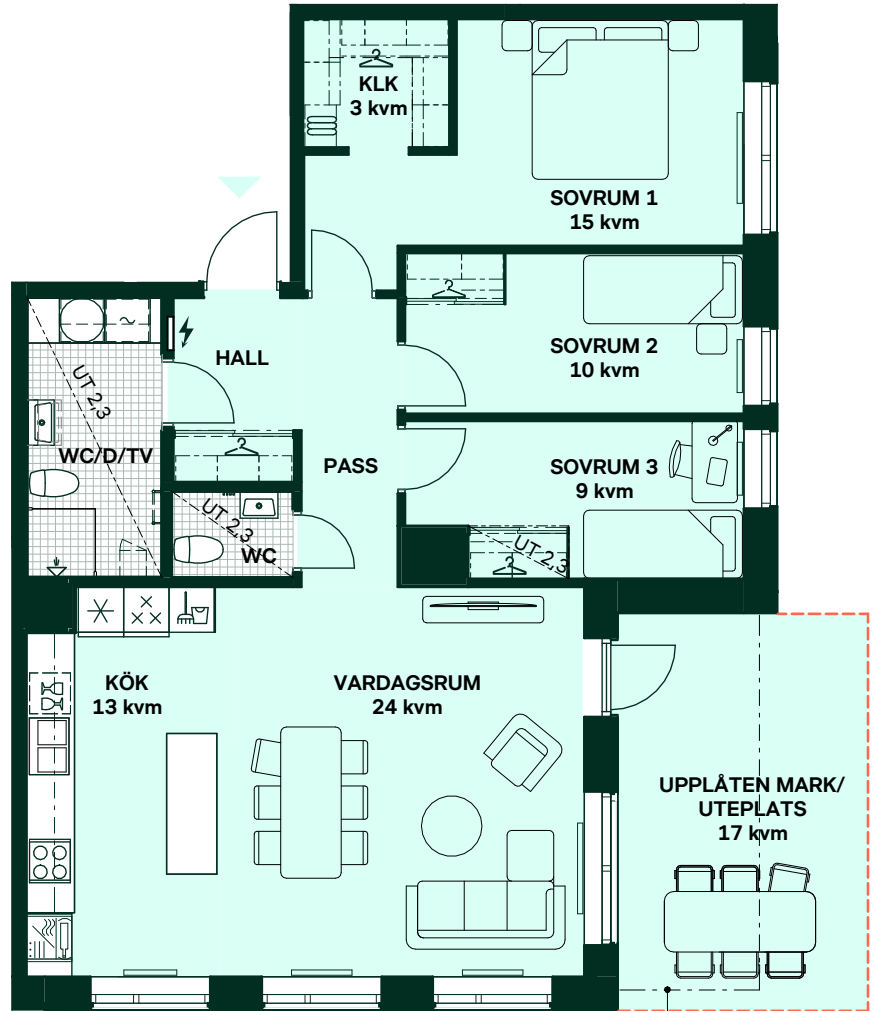 KLK
3 kvm
SOVRUM 1
15 kvm
SOVRUM 2
10 kvm
HALL
UT 2,3
WC/D/TV
PASS
SOVRUM 3
9 kvm
UT 2,3
WC
UT 2,3
KÖK
13 kvm
VARDAGSRUM
24 kvm
UPPLÅTEN MARK/
UTEPLATS
17 kvm